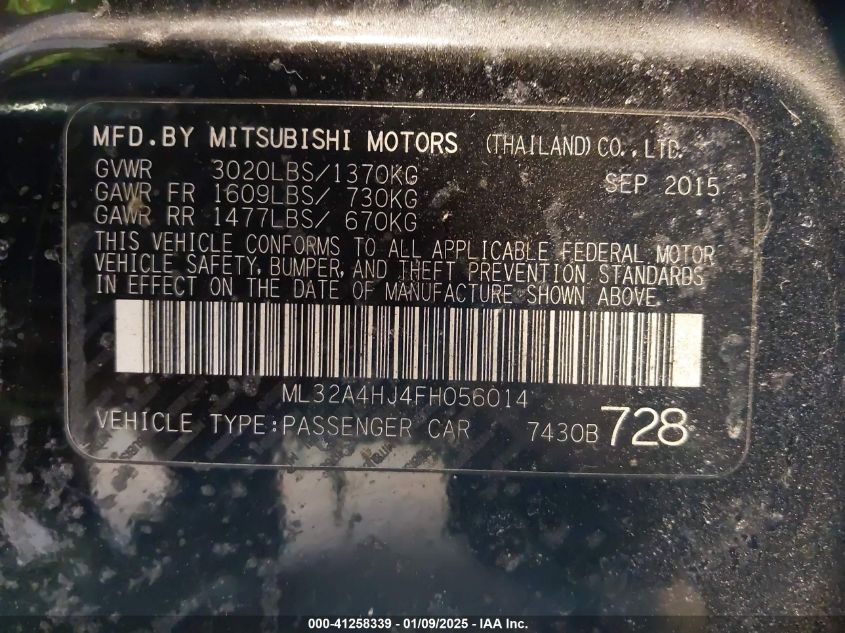 MFD.BY MITSUBISHI MOTORS (THAILAND) CO.,LTD.
GVWR 3020LBS/1370KG SEP 2015
GAWR FR 1609LBS/ 730KG
GAWR RR 1477LBS/ 670KG
THIS VEHICLE CONFORMS TO ALL APPLICABLE FEDERAL MOTOR
VEHICLE SAFETY, BUMPER, AND THEFT PREVENTION STANDARDS
IN EFFECT ON THE DATE OF MANUFACTURE SHOWN ABOVE.
ML32A4HJ4FH056014
VEHICLE TYPE:PASSENGER CAR 7430B 728
000-41258339 - 01/09/2025 - IAA Inc.